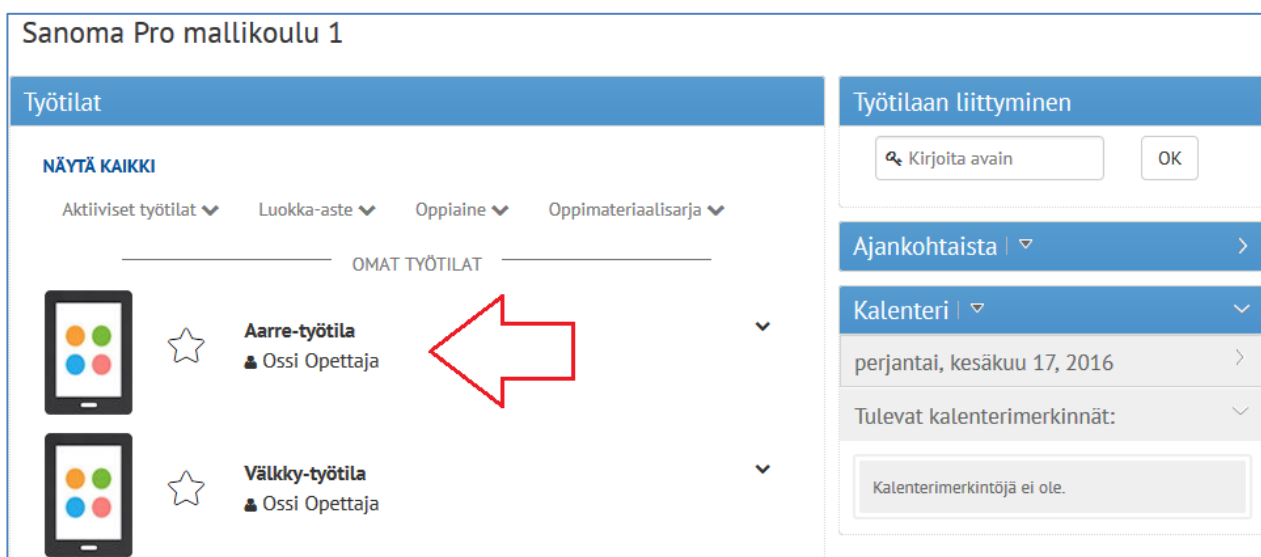 Sanoma Pro mallikoulu 1
Työtilat
NÄYTÄ KAIKKI
Aktiiviset työtilat Luokka-aste Oppiaine Oppimateriaalisarja
OMAT TYÖTILAT
Aarre-työtila
Ossi Opettaja
Välkky-työtila
Ossi Opettaja
Työtilaan liittyminen
Kirjoita avain OK
Ajankohtaista
Kalenteri
perjantai, kesäkuu 17, 2016
Tulevat kalenterimerkinnät:
Kalenterimerkintöjä ei ole.